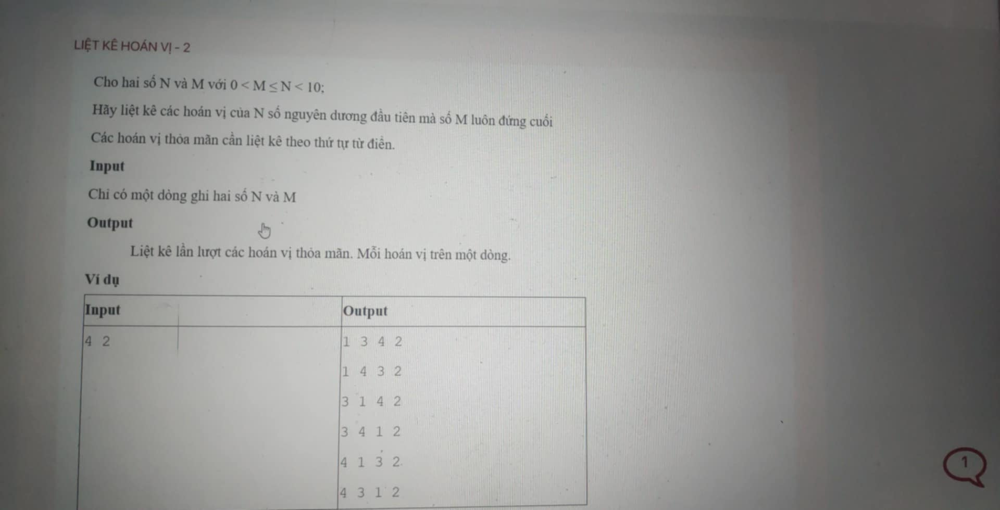 LIỆT KÊ HOÁN VỊ - 2
Cho hai số N và M với 0 < M ≤ N < 10;
Hãy liệt kê các hoán vị của N số nguyên dương đầu tiên mà số M luôn đứng cuối
Các hoán vị thỏa mãn cần liệt kê theo thứ tự từ điển.
Input
Chỉ có một dòng ghi hai số N và M
Output
Liệt kê lần lượt các hoán vị thỏa mãn. Mỗi hoán vị trên một dòng.
Ví dụ
Input Output
4 2 1 3 4 2
1 4 3 2
3 1 4 2
3 4 1 2
4 1 3 2
4 3 1 2
1